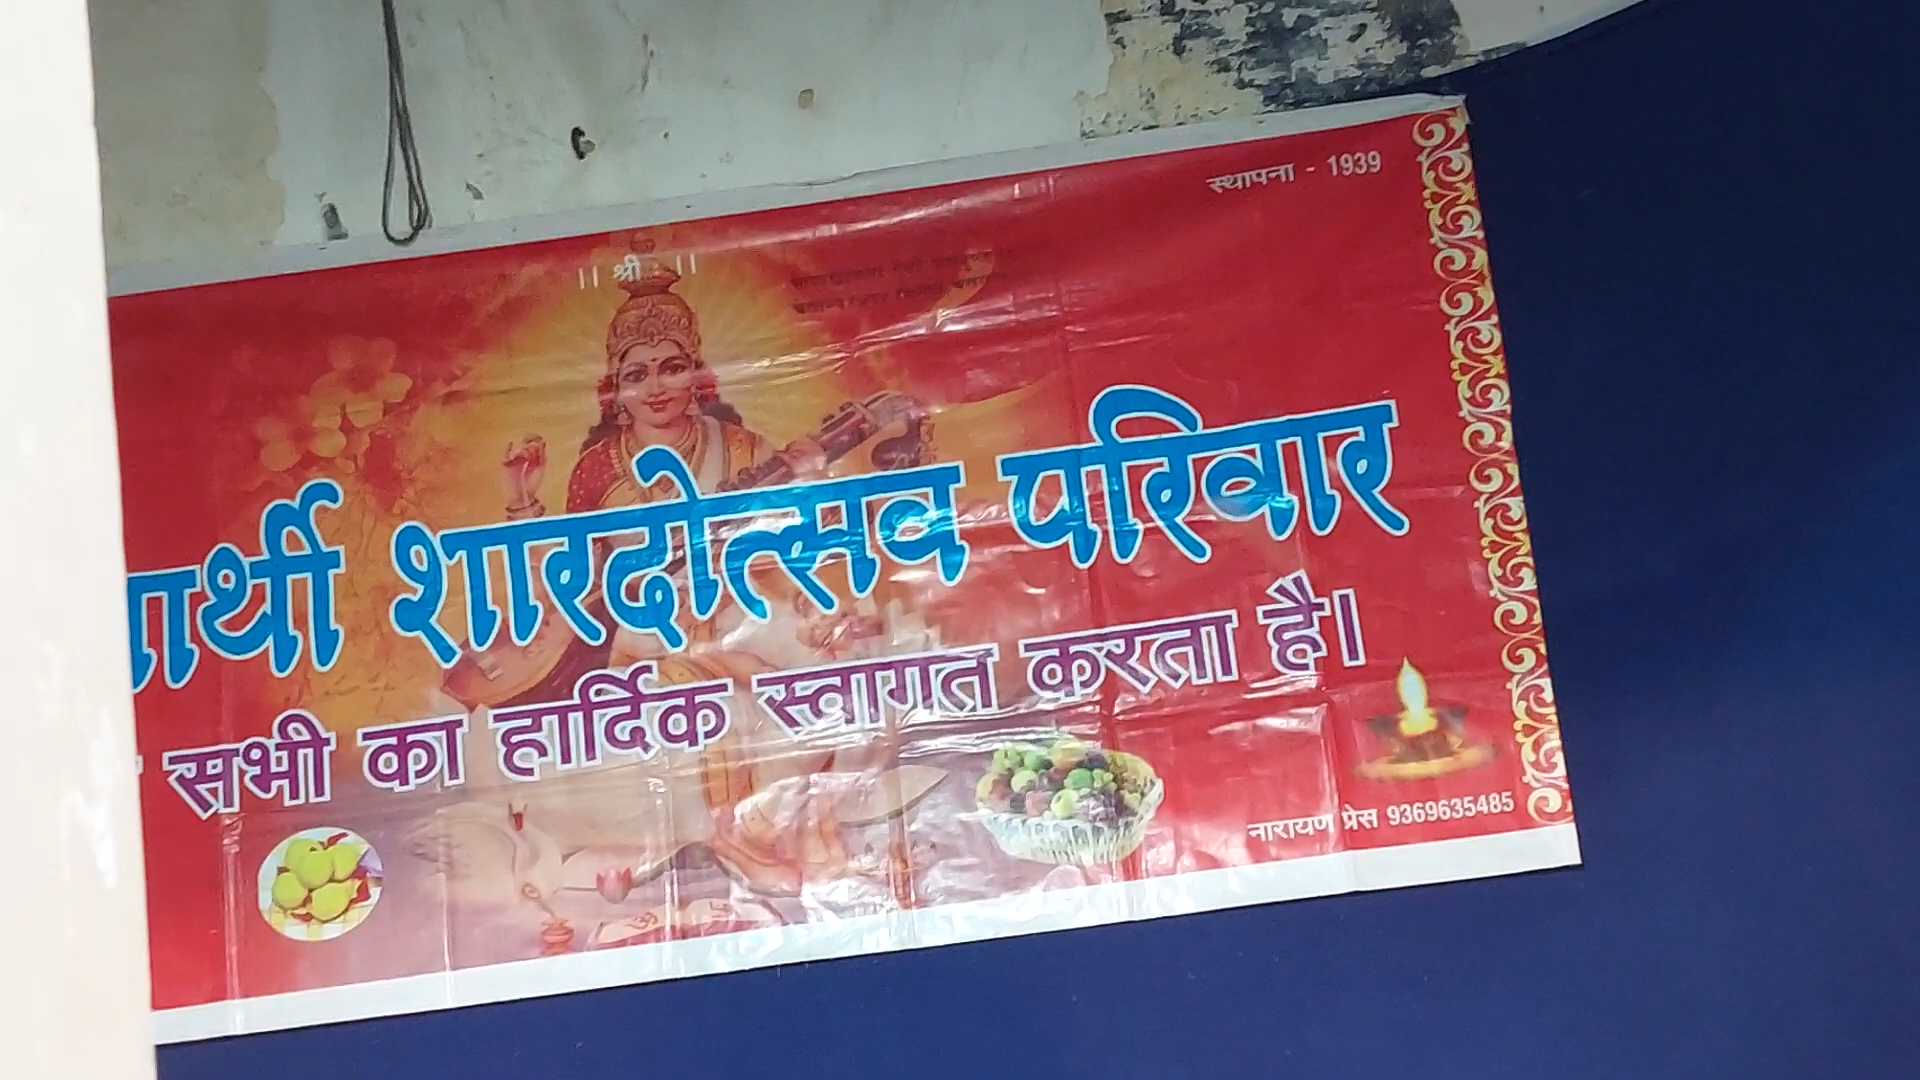 स्थापना - 1939
|| श्री : ||
ार्थी शारदोत्सव परिवार
सभी का हार्दिक स्वागत करता है।
नारायण प्रेस 9369635485